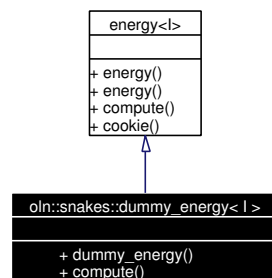 energy<I>
+ energy()
+ energy()
+ compute()
+ cookie()
oln::snakes::dummy_energy< I >
+ dummy_energy()
+ compute()